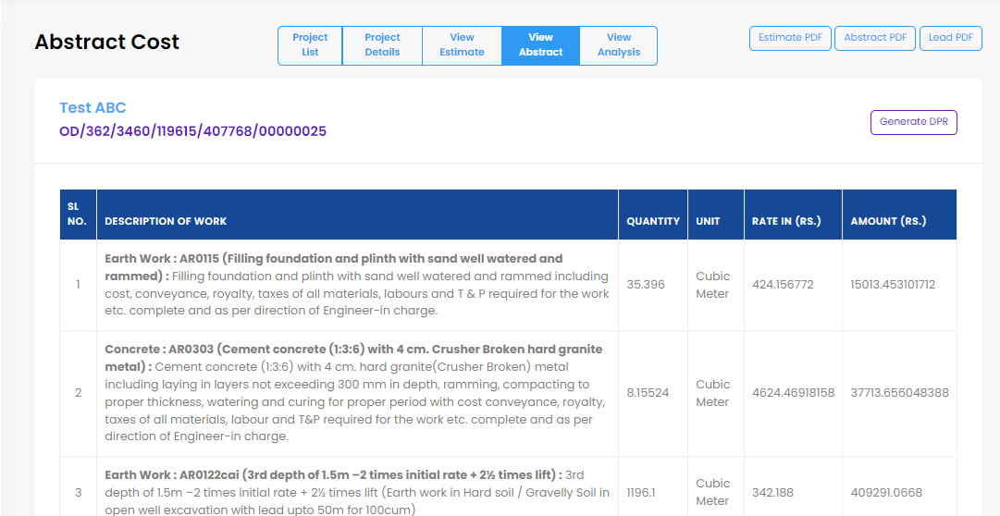 Abstract Cost
Project
List
Project
Details
View
Estimate
View
Abstract
View
Analysis
Estimate PDF
Abstract PDF
Lead PDF
Test ABC
OD/362/3460/119615/407768/00000025
Generate DPR
SL
NO.
DESCRIPTION OF WORK
QUANTITY
UNIT
RATE IN (RS.)
AMOUNT (RS.)
1
Earth Work : AR0115 (Filling foundation and plinth with sand well watered and
rammed) : Filling foundation and plinth with sand well watered and rammed including
cost, conveyance, royalty, taxes of all materials, labours and T & P required for the work
etc. complete and as per direction of Engineer-in charge.
35.396
Cubic
Meter
424.156772
15013.453101712
2
Concrete : AR0303 (Cement concrete (1:3:6) with 4 cm. Crusher Broken hard granite
metal) : Cement concrete (1:3:6) with 4 cm. hard granite(Crusher Broken) metal
including laying in layers not exceeding 300 mm in depth, ramming, compacting to
proper thickness, watering and curing for proper period with cost conveyance, royalty,
taxes of all materials, labour and T&P required for the work etc. complete and as per
direction of Engineer-in charge.
8.15524
Cubic
Meter
4624.46918158
37713.656048388
3
Earth Work : AR0122cai (3rd depth of 1.5m –2 times initial rate + 2½ times lift) : 3rd
depth of 1.5m –2 times initial rate + 2½ times lift (Earth work in Hard soil / Gravelly Soil in
open well excavation with lead upto 50m for 100cum)
1196.1
Cubic
Meter
342.188
409291.0668